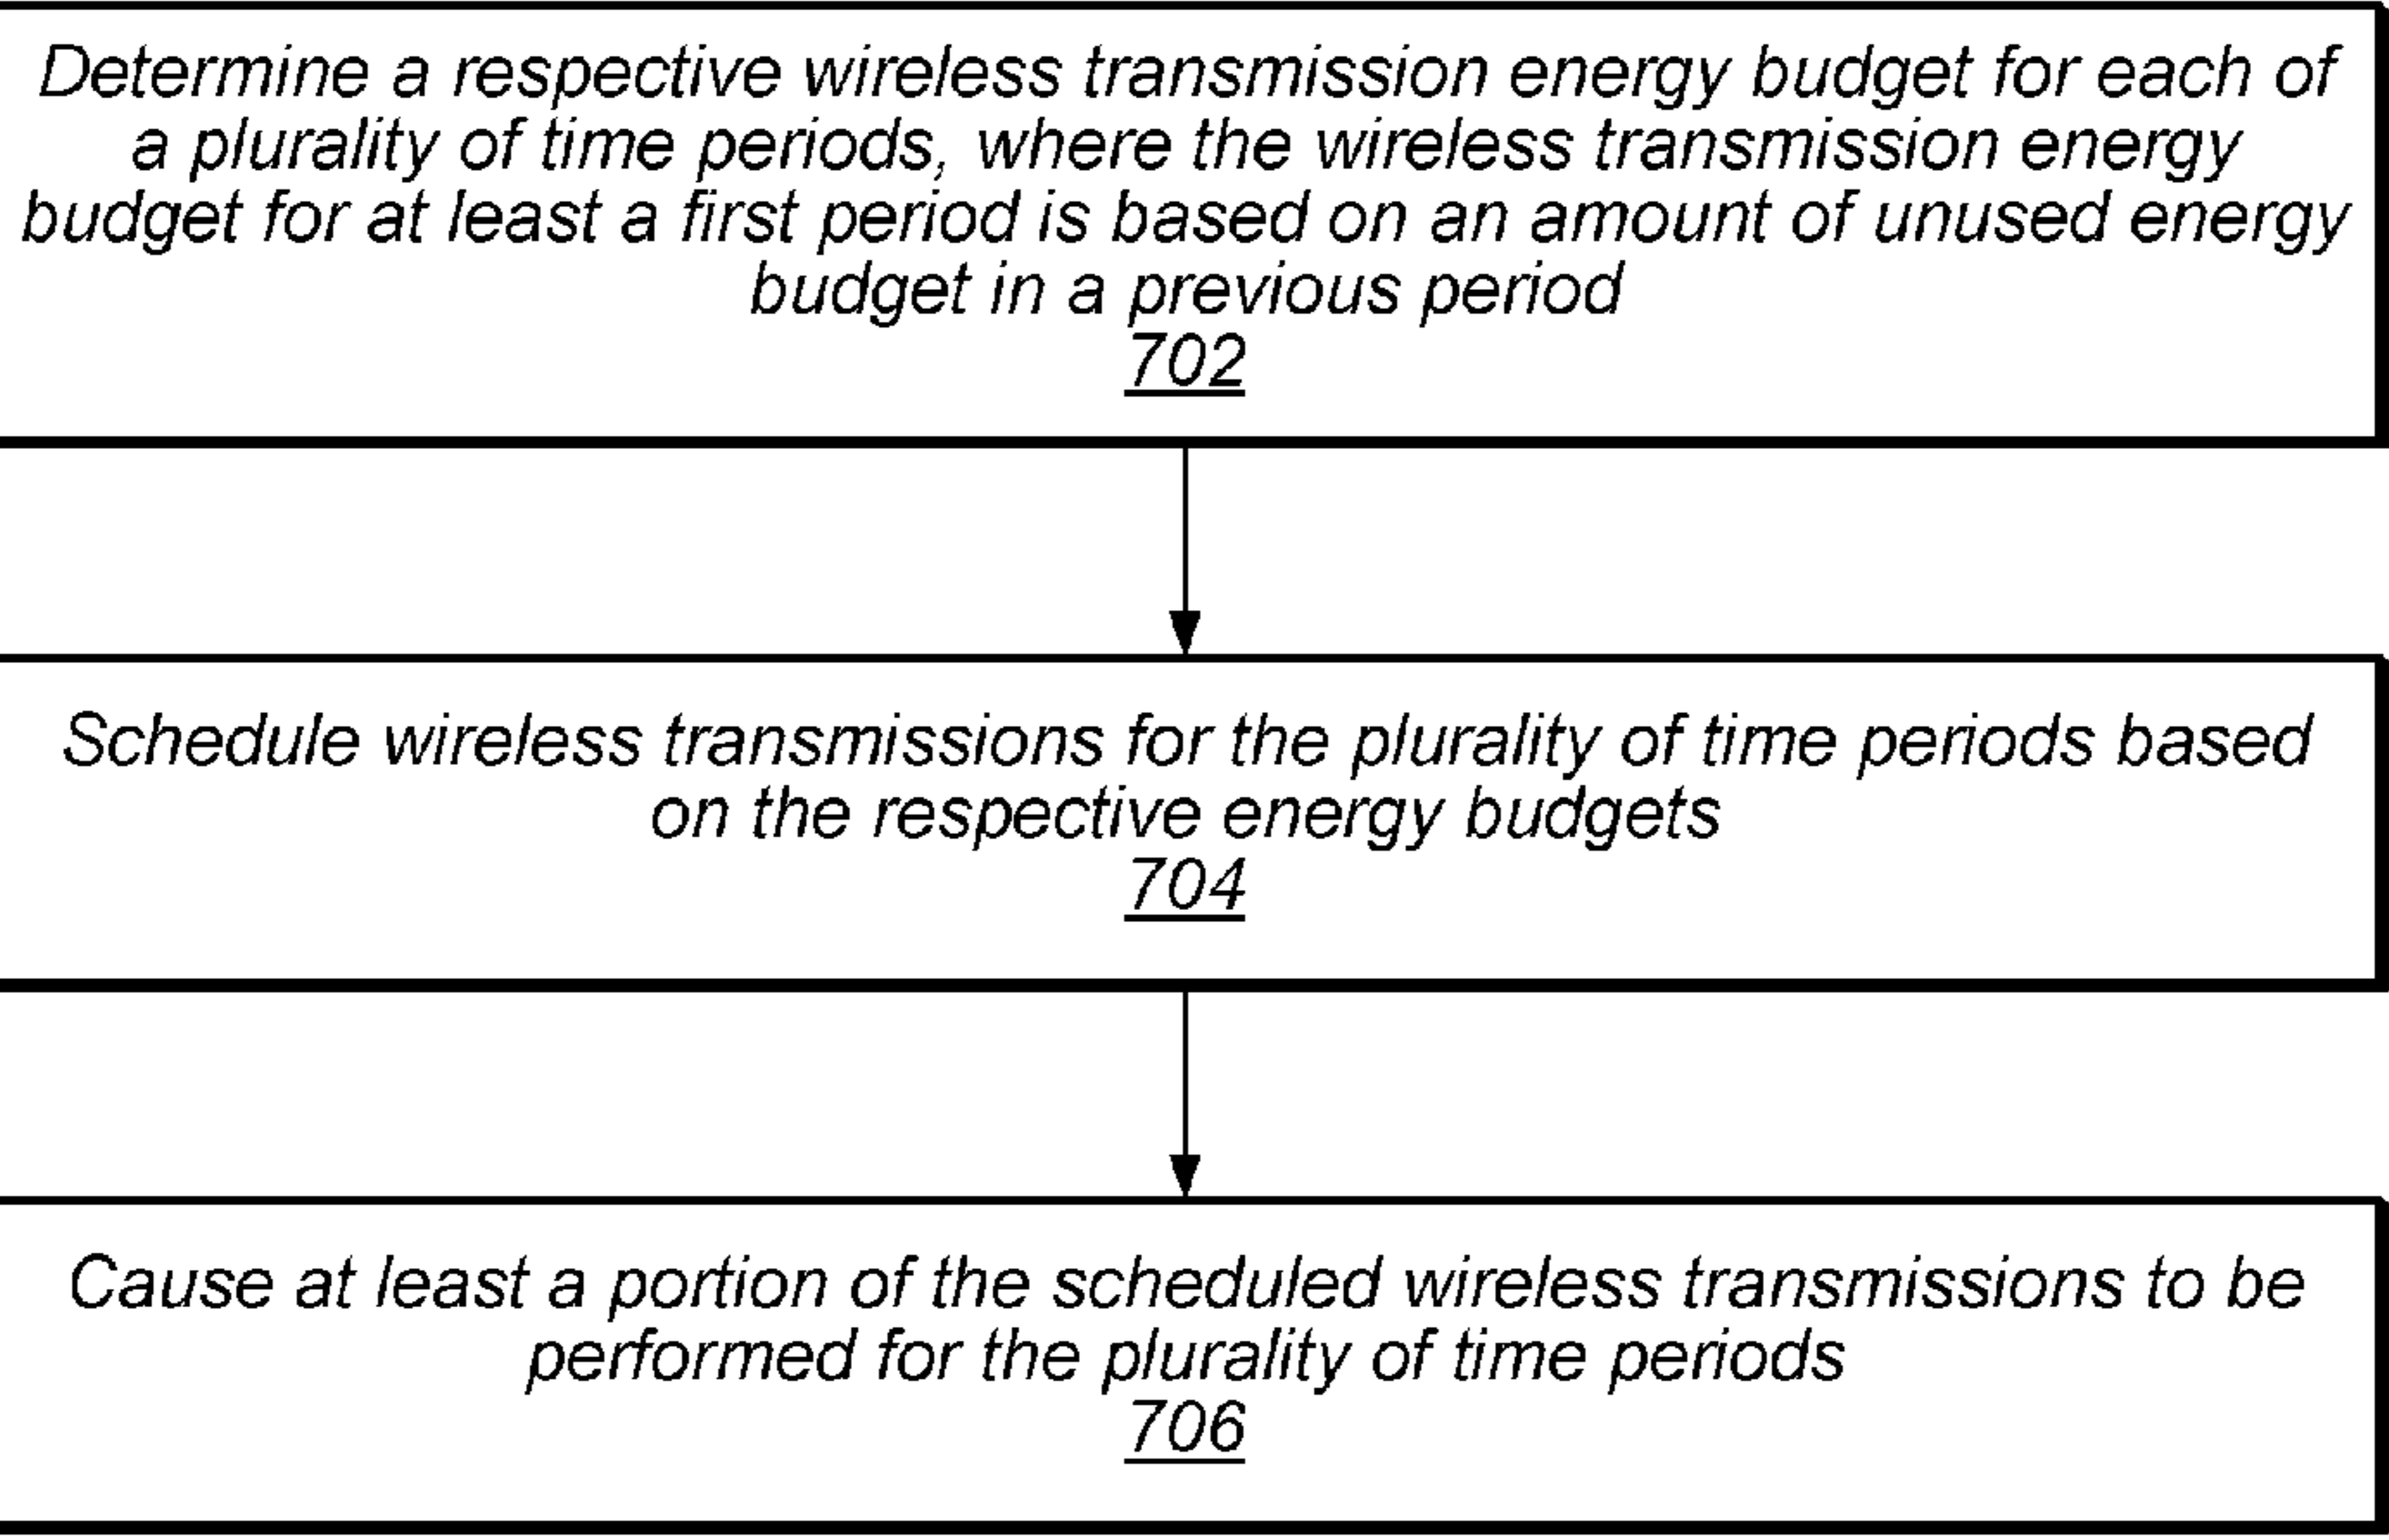 Determine a respective wireless transmission energy budget for each of
a plurality of time periods, where the wireless transmission energy
budget for at least a first period is based on an amount of unused energy
budget in a previous period
702
Schedule wireless transmissions for the plurality of time periods based
on the respective energy budgets
704
Cause at least a portion of the scheduled wireless transmissions to be
performed for the plurality of time periods
706